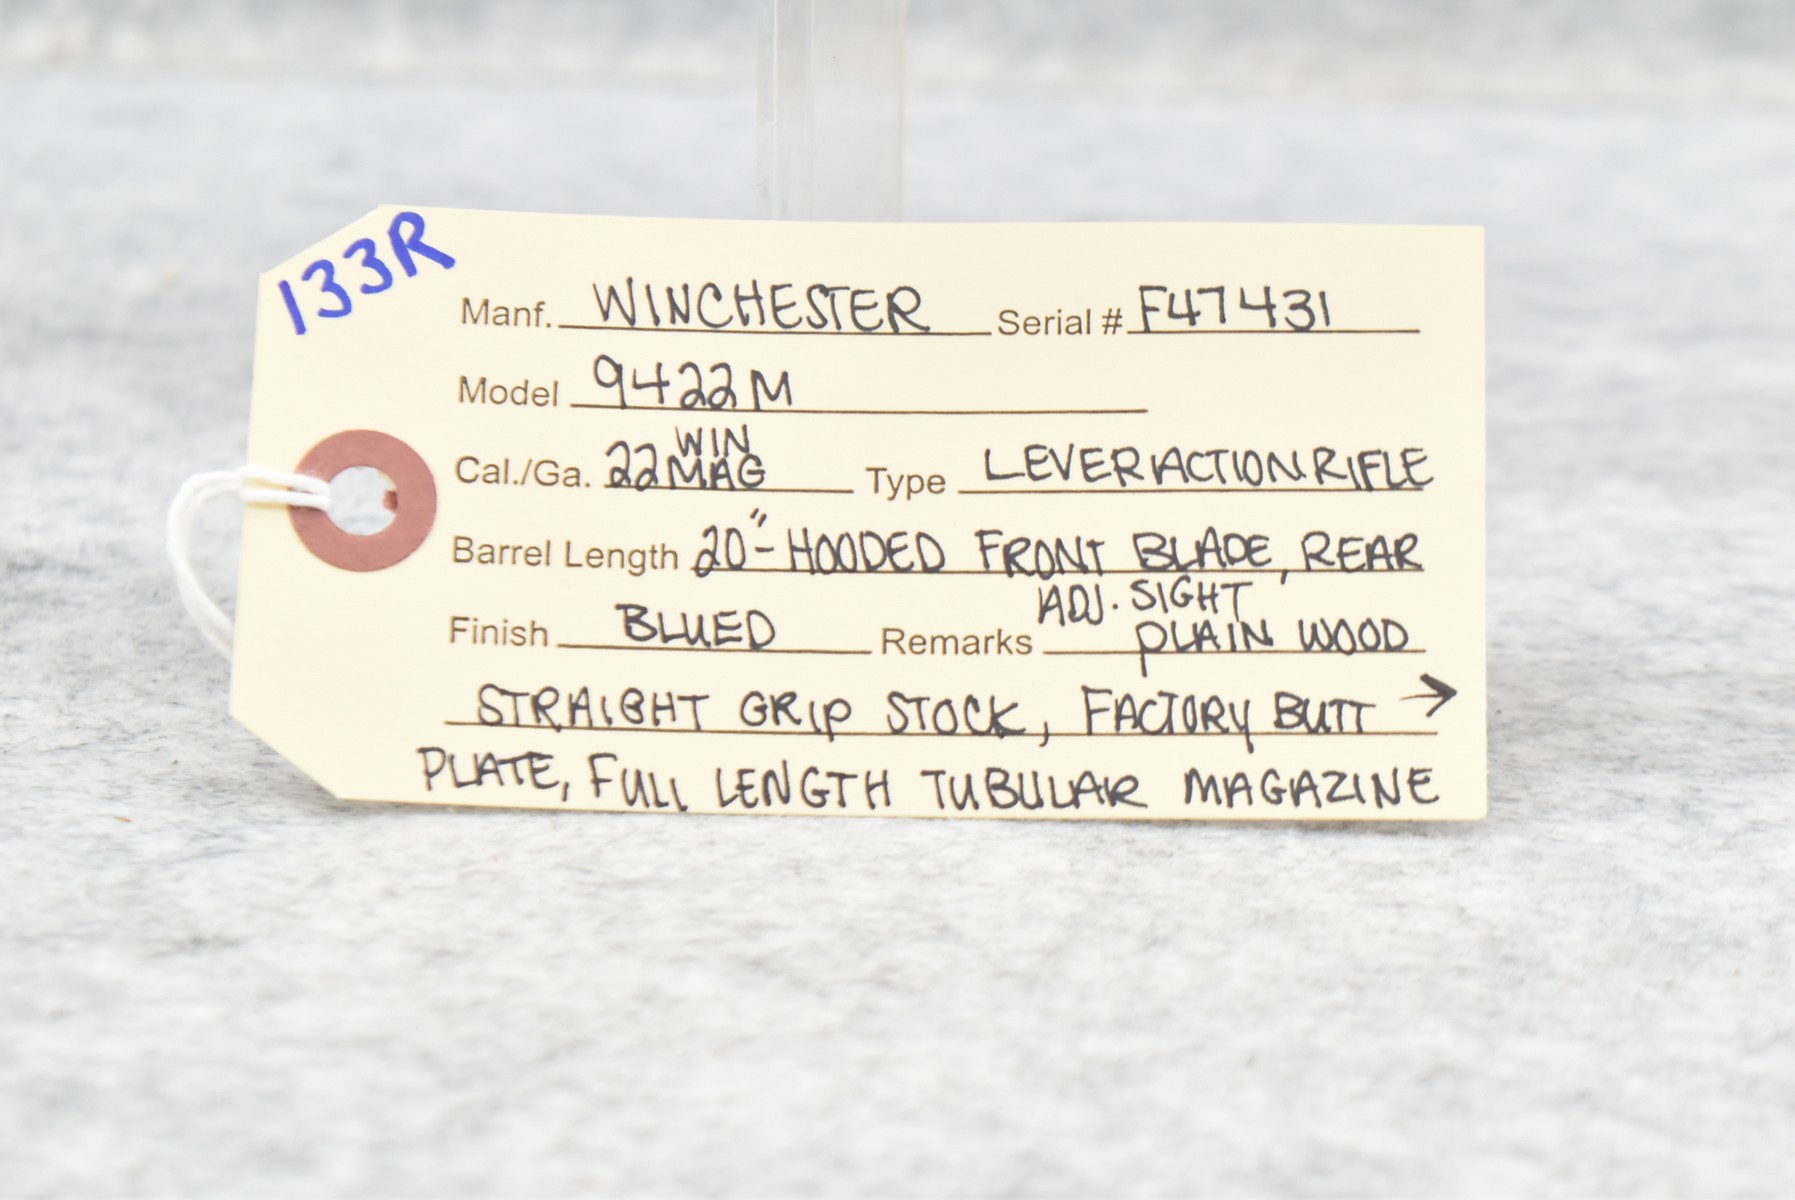 133R
Manf. WINCHESTER Serial # F47431
Model 9422M
Cal./Ga. 22 WIN MAG Type LEVER ACTION RIFLE
Barrel Length 20" - HOODED FRONT BLADE, REAR
ADJ. SIGHT
Finish BLUED Remarks PLAIN WOOD
STRAIGHT GRIP STOCK, FACTORY BUTT →
PLATE, FULL LENGTH TUBULAR MAGAZINE